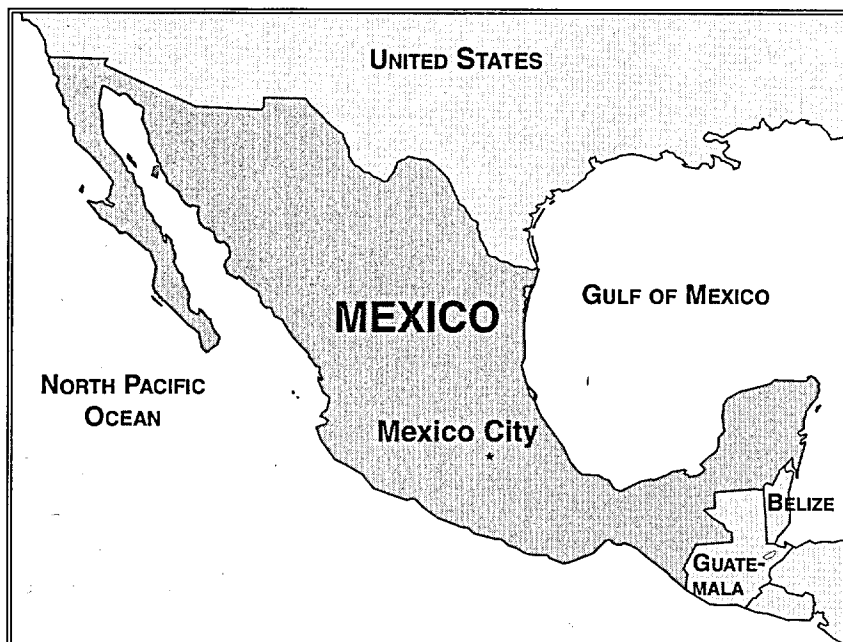 UNITED STATES
GULF OF MEXICO
MEXICO
NORTH PACIFIC
OCEAN
Mexico City
BELIZE
GUATE-
MALA